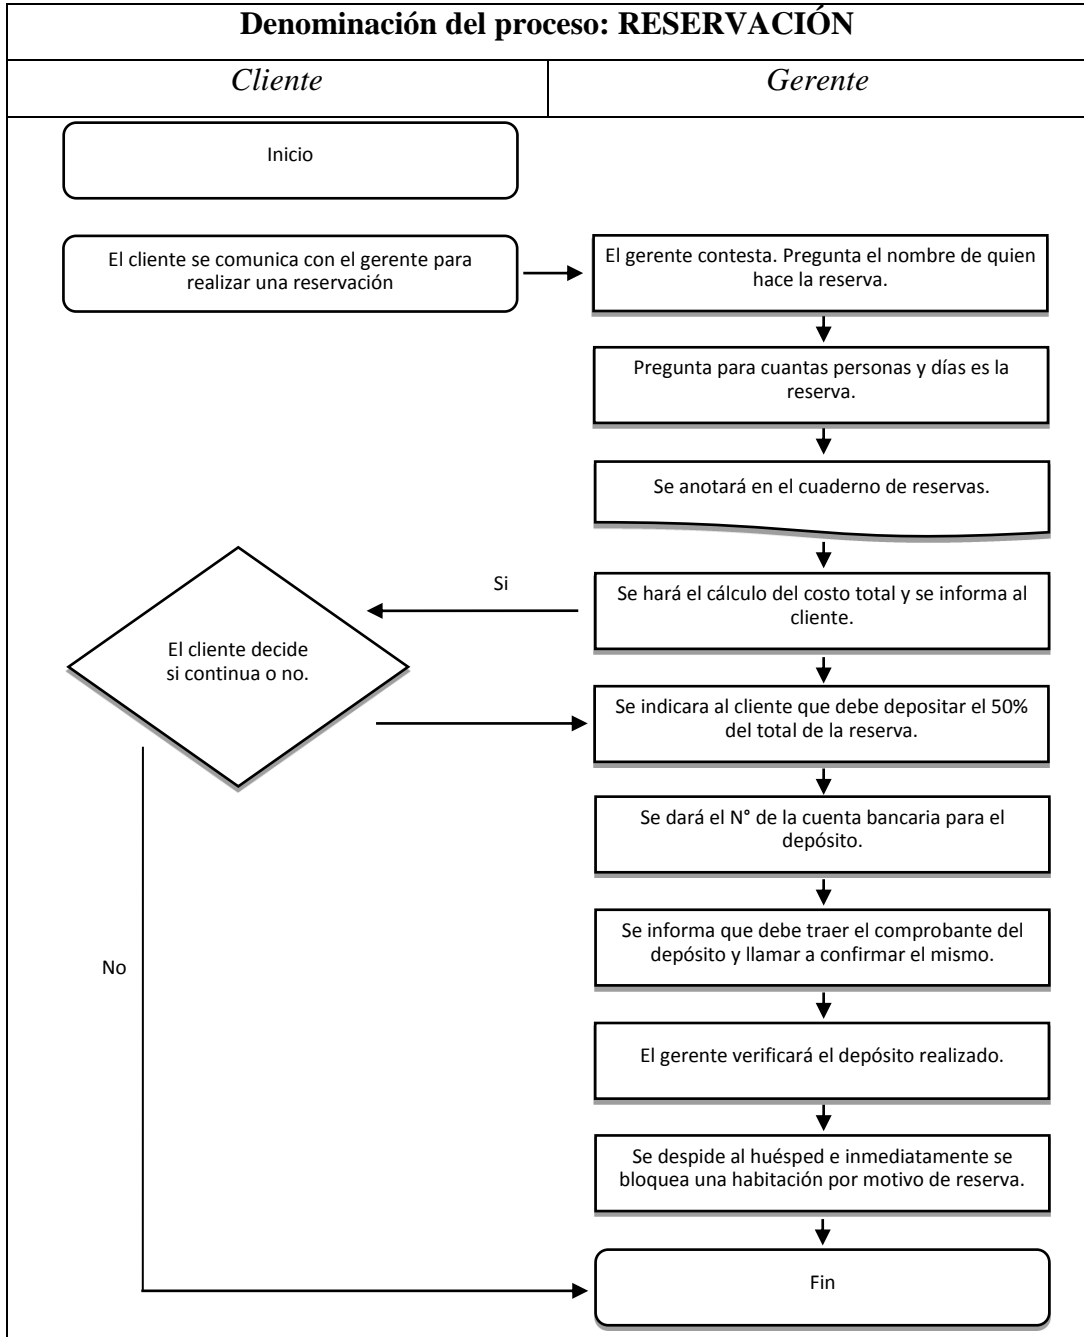 Denominación del proceso: RESERVACIÓN
Cliente
Gerente
Inicio
El cliente se comunica con el gerente para
realizar una reservación
El gerente contesta. Pregunta el nombre de quien
hace la reserva.
Pregunta para cuantas personas y días es la
reserva.
Se anotará en el cuaderno de reservas.
Si
Se hará el cálculo del costo total y se informa al
cliente.
El cliente decide
si continua o no.
Se indicara al cliente que debe depositar el 50%
del total de la reserva.
Se dará el N° de la cuenta bancaria para el
depósito.
Se informa que debe traer el comprobante del
depósito y llamar a confirmar el mismo.
No
El gerente verificará el depósito realizado.
Se despide al huésped e inmediatamente se
bloquea una habitación por motivo de reserva.
Fin